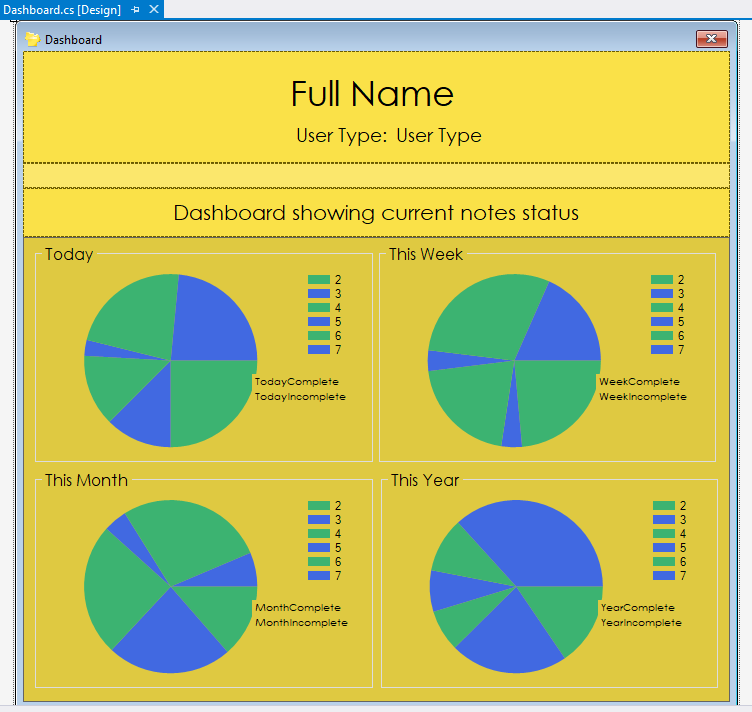 Dashboard.cs [Design]
Dashboard
Full Name
User Type: User Type
Dashboard showing current notes status
Today
2
3
4
5
6
7
TodayComplete
TodayIncomplete
This Week
2
3
4
5
6
7
WeekComplete
WeekIncomplete
This Month
2
3
4
5
6
7
MonthComplete
MonthIncomplete
This Year
2
3
4
5
6
7
YearComplete
YearIncomplete